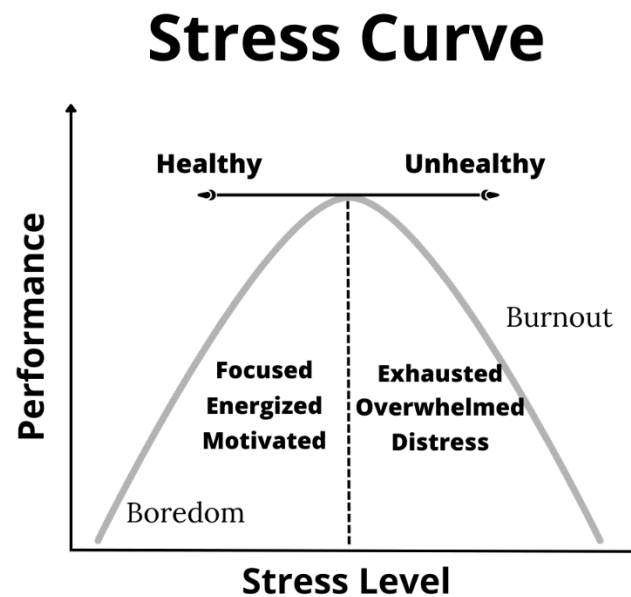 Stress Curve
Healthy
Unhealthy
Performance
Burnout
Focused
Energized
Motivated
Exhausted
Overwhelmed
Distress
Boredom
Stress Level